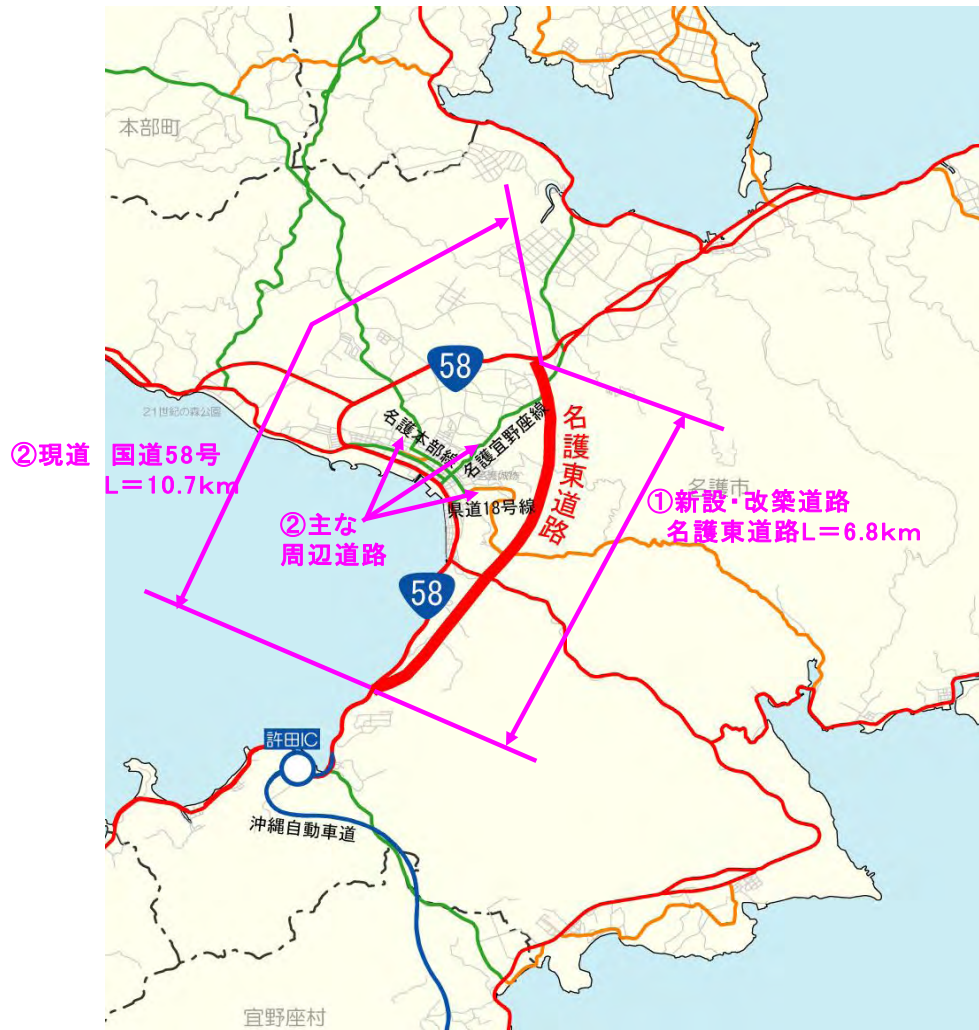 本部町
58
21世紀の森公園
名護本部線
名護宜野座線
名護東道路
②現道 国道58号
L=10.7km
名護市
①新設・改築道路
名護東道路L=6.8km
県道18号線
②主な
周辺道路
58
許田IC
沖縄自動車道
宜野座村